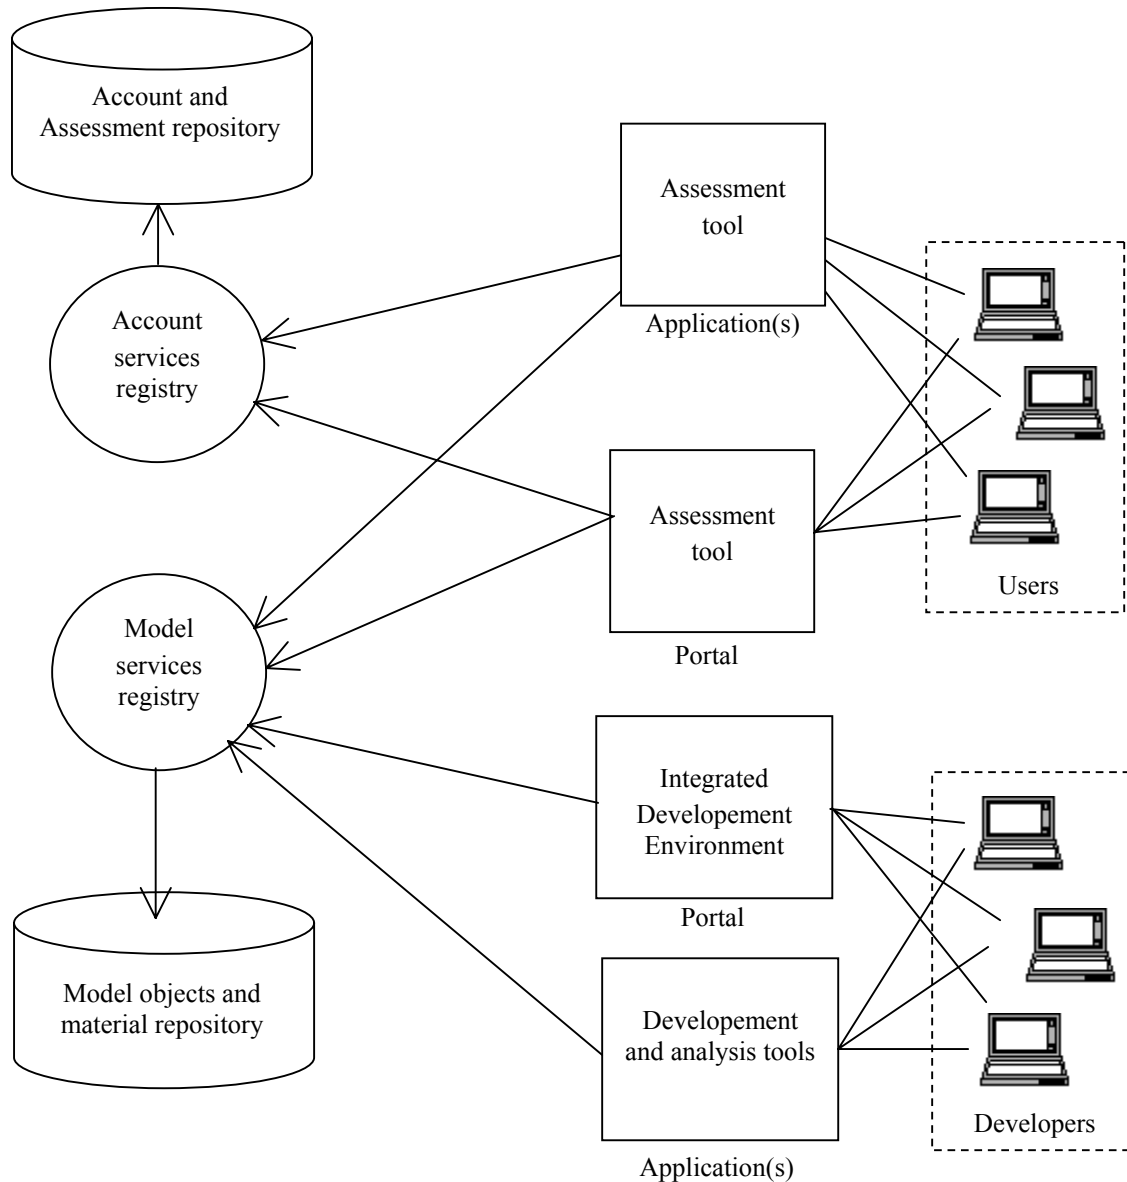 Account and
Assessment repository
Account
services
registry
Assessment
tool
Application(s)
Assessment
tool
Portal
Users
Model
services
registry
Integrated
Developement
Environment
Portal
Model objects and
material repository
Developement
and analysis tools
Application(s)
Developers